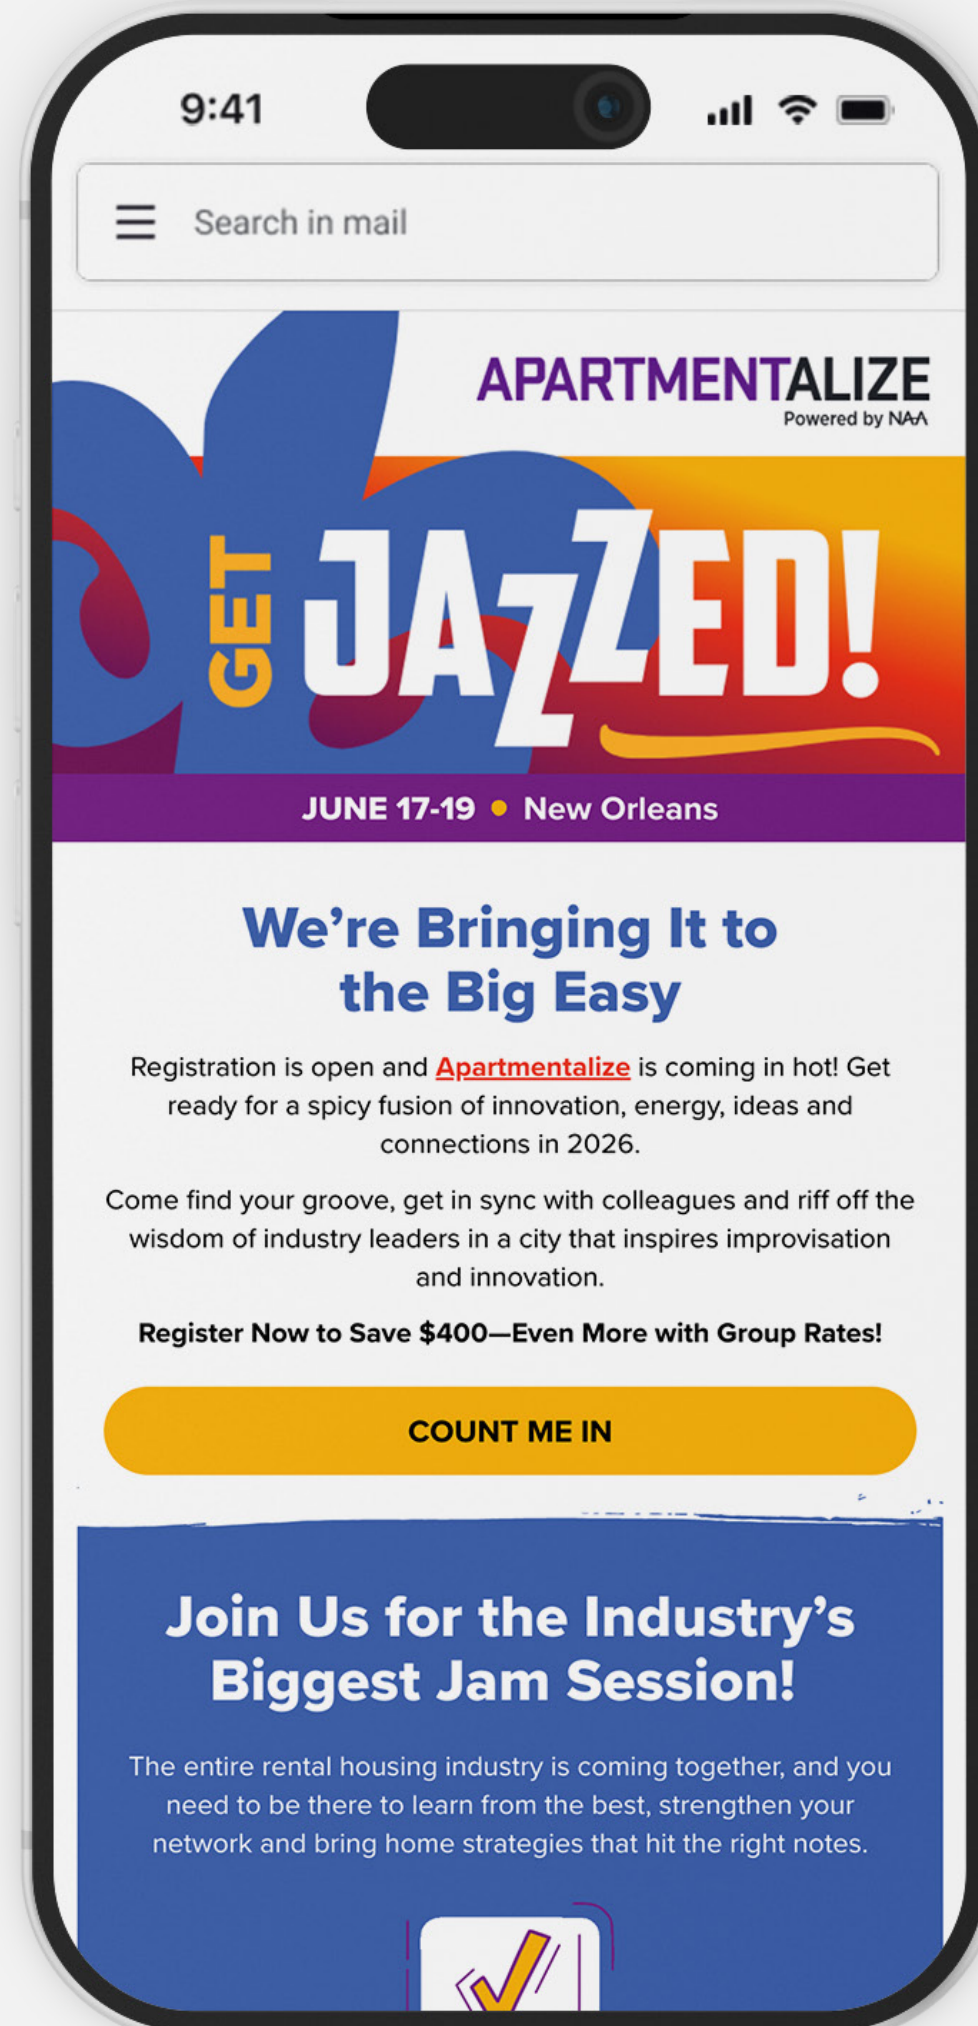 9:41
Search in mail
APARTMENTALIZE
Powered by NAA
GET JAZZED!
JUNE 17-19 • New Orleans
We’re Bringing It to
the Big Easy
Registration is open and Apartmentalize is coming in hot! Get
ready for a spicy fusion of innovation, energy, ideas and
connections in 2026.
Come find your groove, get in sync with colleagues and riff off the
wisdom of industry leaders in a city that inspires improvisation
and innovation.
Register Now to Save $400—Even More with Group Rates!
COUNT ME IN
Join Us for the Industry’s
Biggest Jam Session!
The entire rental housing industry is coming together, and you
need to be there to learn from the best, strengthen your
network and bring home strategies that hit the right notes.